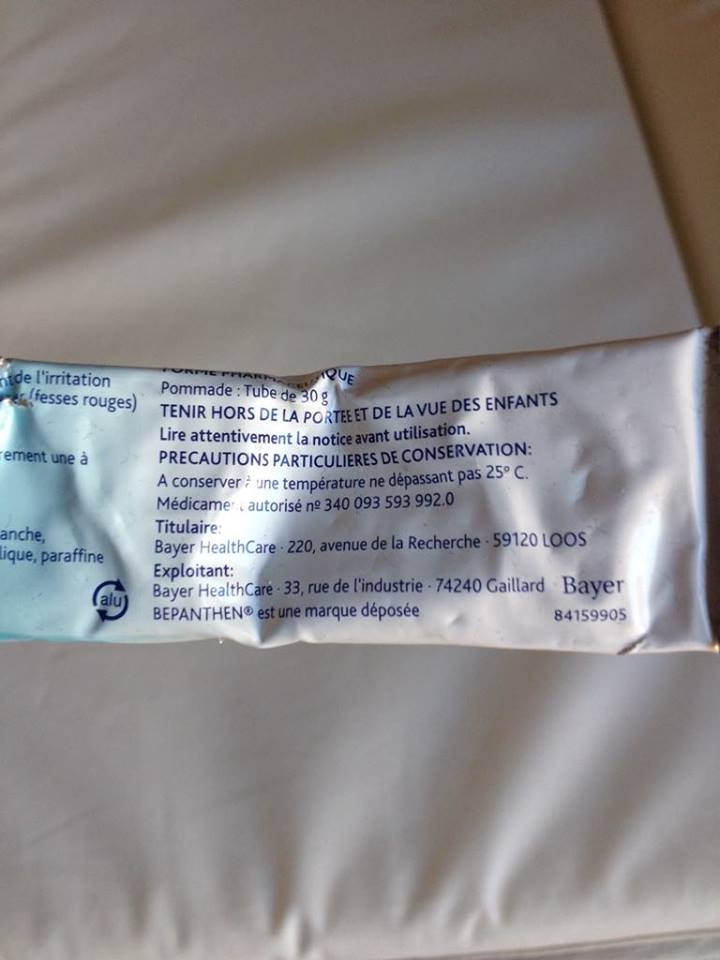 de l'irritation
(fesses rouges)
une à
paraffine
alu
FORME PHARMACEUTIQUE
Pommade : Tube de 30 g
TENIR HORS DE LA PORTEE ET DE LA VUE DES ENFANTS
Lire attentivement la notice avant utilisation.
PRECAUTIONS PARTICULIERES DE CONSERVATION:
A conserver à une température ne dépassant pas 25° C.
autorisé nº 340 093 593 992.0
Titulaire:
Bayer HealthCare · 220, avenue de la Recherche · 59120 LOOS
Exploitant:
Bayer HealthCare · 33, rue de l'industrie · 74240 Gaillard Bayer
BEPANTHEN® est une marque déposée 84159905